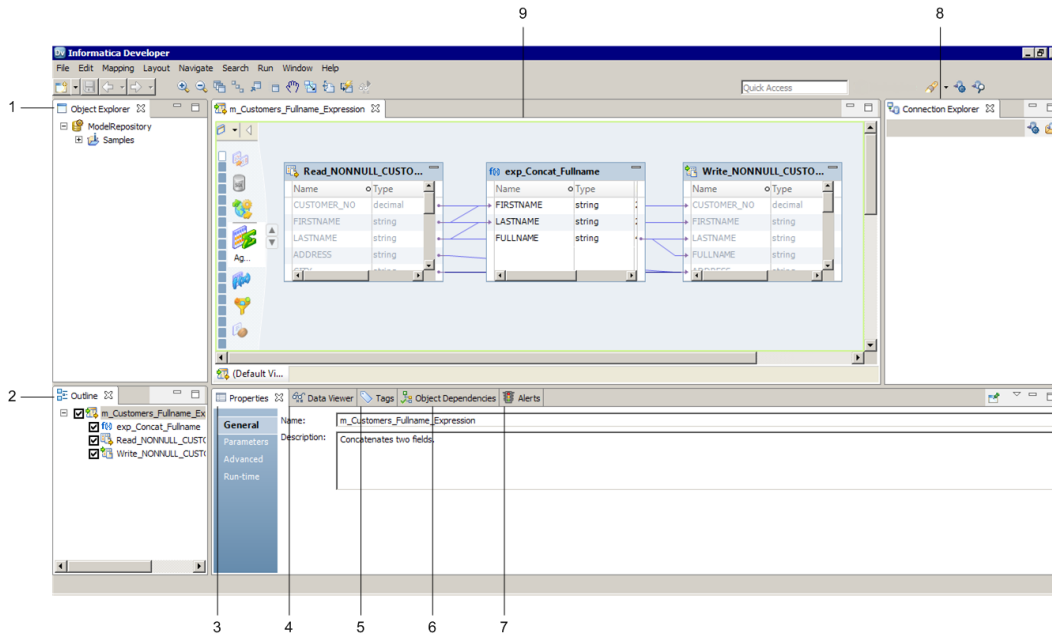 9
8
Dv Informatica Developer
File Edit Mapping Layout Navigate Search Run Window Help
Quick Access
1
Object Explorer
m_Customers_Fullname_Expression
Connection Explorer
ModelRepository
Samples
Read_NONNULL_CUSTO...
f(x) exp_Concat_Fullname
Write_NONNULL_CUSTO...
Name Type
Name Type
Name Type
CUSTOMER_NO decimal
FIRSTNAME string
CUSTOMER_NO decimal
FIRSTNAME string
LASTNAME string
FIRSTNAME string
LASTNAME string
FULLNAME string
LASTNAME string
ADDRESS string
FULLNAME string
ADDRESS string
Ag...
(Default Vi...
2
Outline
Properties
Data Viewer
Tags
Object Dependencies
Alerts
m_Customers_Fullname_Ex
f(x) exp_Concat_Fullname
Read_NONNULL_CUST
Write_NONNULL_CUST
General
Parameters
Advanced
Run-time
Name: m_Customers_Fullname_Expression
Description: Concatenates two fields.
3 4 5 6 7